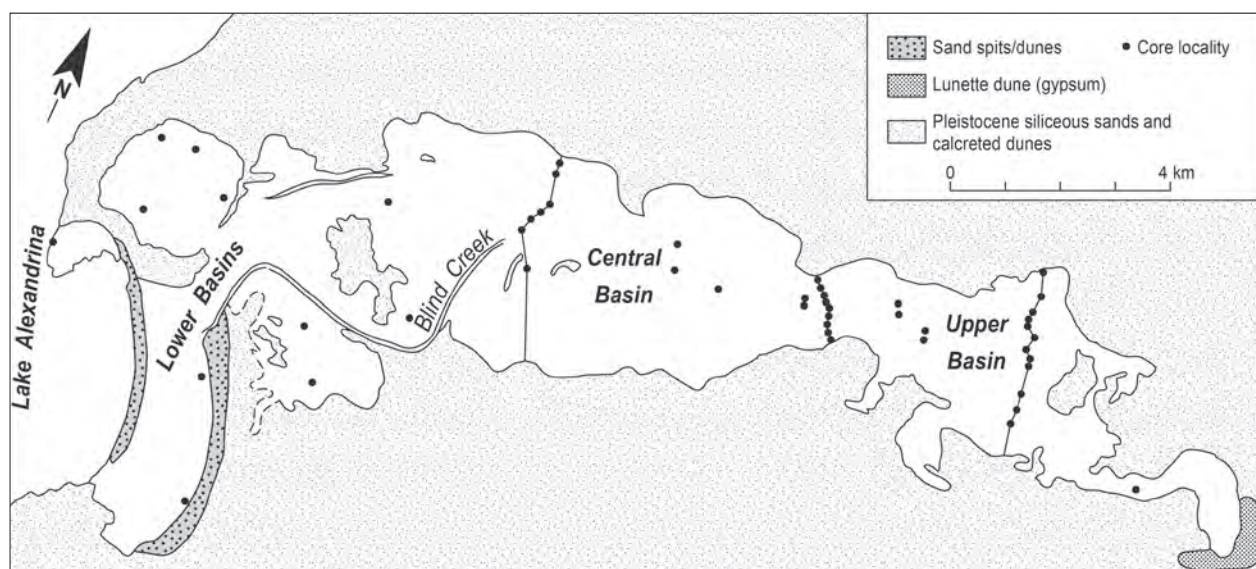 N
Sand spits/dunes
Core locality
Lunette dune (gypsum)
Pleistocene siliceous sands and
calcreted dunes
0
4 km
Lake Alexandrina
Lower Basins
Blind Creek
Central
Basin
Upper
Basin